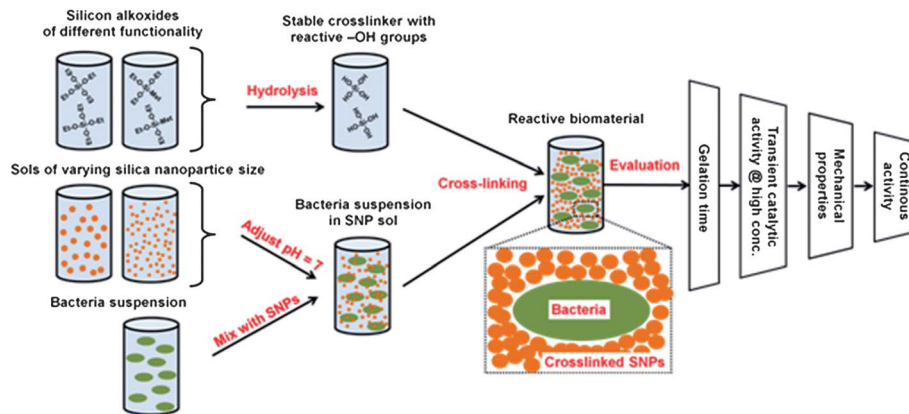 Silicon alkoxides
of different functionality
Stable crosslinker with
reactive –OH groups
Hydrolysis
Sols of varying silica nanopartice size
Adjust pH = 7
Bacteria suspension
Mix with SNPs
Bacteria suspension
in SNP sol
Cross-linking
Reactive biomaterial
Evaluation
Bacteria
Crosslinked SNPs
Gelation time
Transient catalytic
activity @ high conc.
Mechanical
properties
Continous
activity